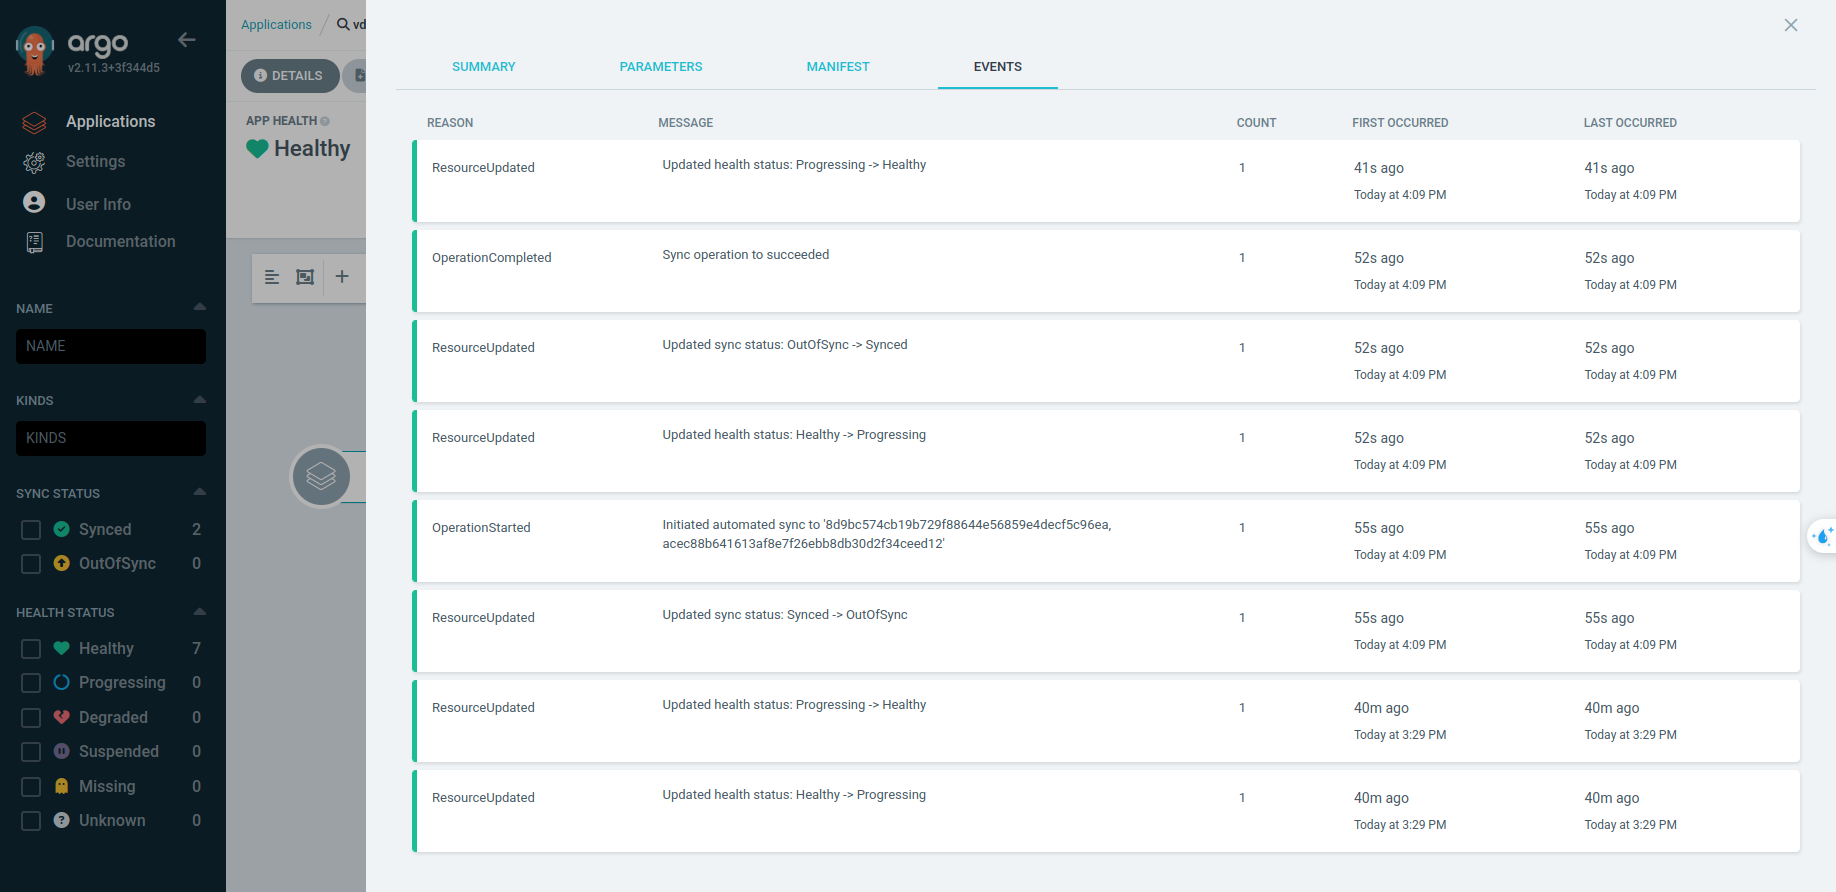 argo
v2.11.3+3f344d5
Applications
Settings
User Info
Documentation
NAME
NAME
KINDS
KINDS
SYNC STATUS
Synced 2
OutOfSync 0
HEALTH STATUS
Healthy 7
Progressing 0
Degraded 0
Suspended 0
Missing 0
Unknown 0
Applications / vd
DETAILS
APP HEALTH
Healthy
SUMMARY PARAMETERS MANIFEST EVENTS
REASON MESSAGE COUNT FIRST OCCURRED LAST OCCURRED
ResourceUpdated Updated health status: Progressing -> Healthy 1 41s ago 41s ago
Today at 4:09 PM Today at 4:09 PM
OperationCompleted Sync operation to succeeded 1 52s ago 52s ago
Today at 4:09 PM Today at 4:09 PM
ResourceUpdated Updated sync status: OutOfSync -> Synced 1 52s ago 52s ago
Today at 4:09 PM Today at 4:09 PM
ResourceUpdated Updated health status: Healthy -> Progressing 1 52s ago 52s ago
Today at 4:09 PM Today at 4:09 PM
OperationStarted Initiated automated sync to '8d9bc574cb19b729f88644e56859e4decf5c96ea, 1 55s ago 55s ago
acec88b641613af8e7f26ebb8db30d2f34ceed12'
Today at 4:09 PM Today at 4:09 PM
ResourceUpdated Updated sync status: Synced -> OutOfSync 1 55s ago 55s ago
Today at 4:09 PM Today at 4:09 PM
ResourceUpdated Updated health status: Progressing -> Healthy 1 40m ago 40m ago
Today at 3:29 PM Today at 3:29 PM
ResourceUpdated Updated health status: Healthy -> Progressing 1 40m ago 40m ago
Today at 3:29 PM Today at 3:29 PM